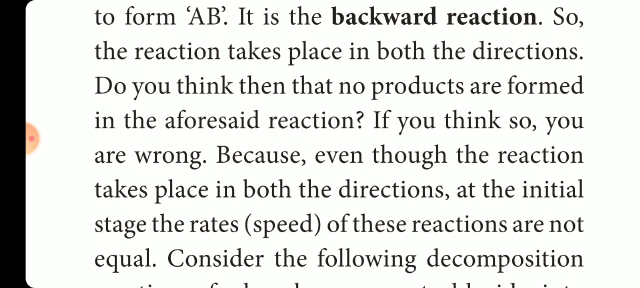 to form ‘AB’. It is the backward reaction. So,
the reaction takes place in both the directions.
Do you think then that no products are formed
in the aforesaid reaction? If you think so, you
are wrong. Because, even though the reaction
takes place in both the directions, at the initial
stage the rates (speed) of these reactions are not
equal. Consider the following decomposition